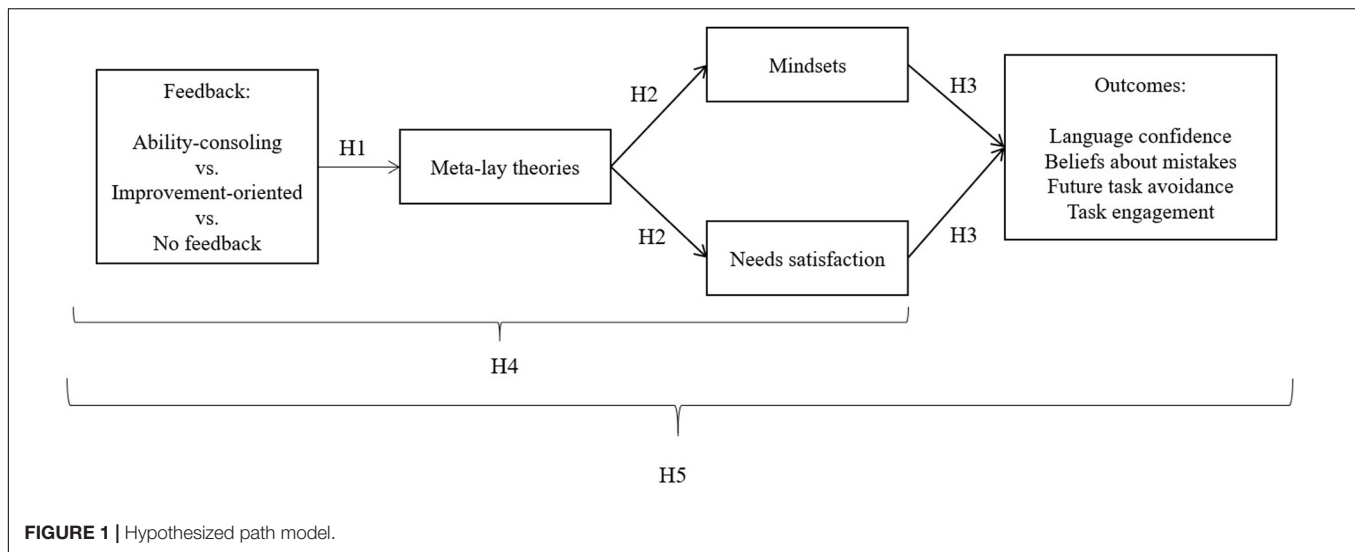 Feedback:
Ability-consoling
vs.
Improvement-oriented
vs.
No feedback
H1
Meta-lay theories
H2
H2
Mindsets
Needs satisfaction
H3
H3
Outcomes:
Language confidence
Beliefs about mistakes
Future task avoidance
Task engagement
H4
H5
FIGURE 1 | Hypothesized path model.